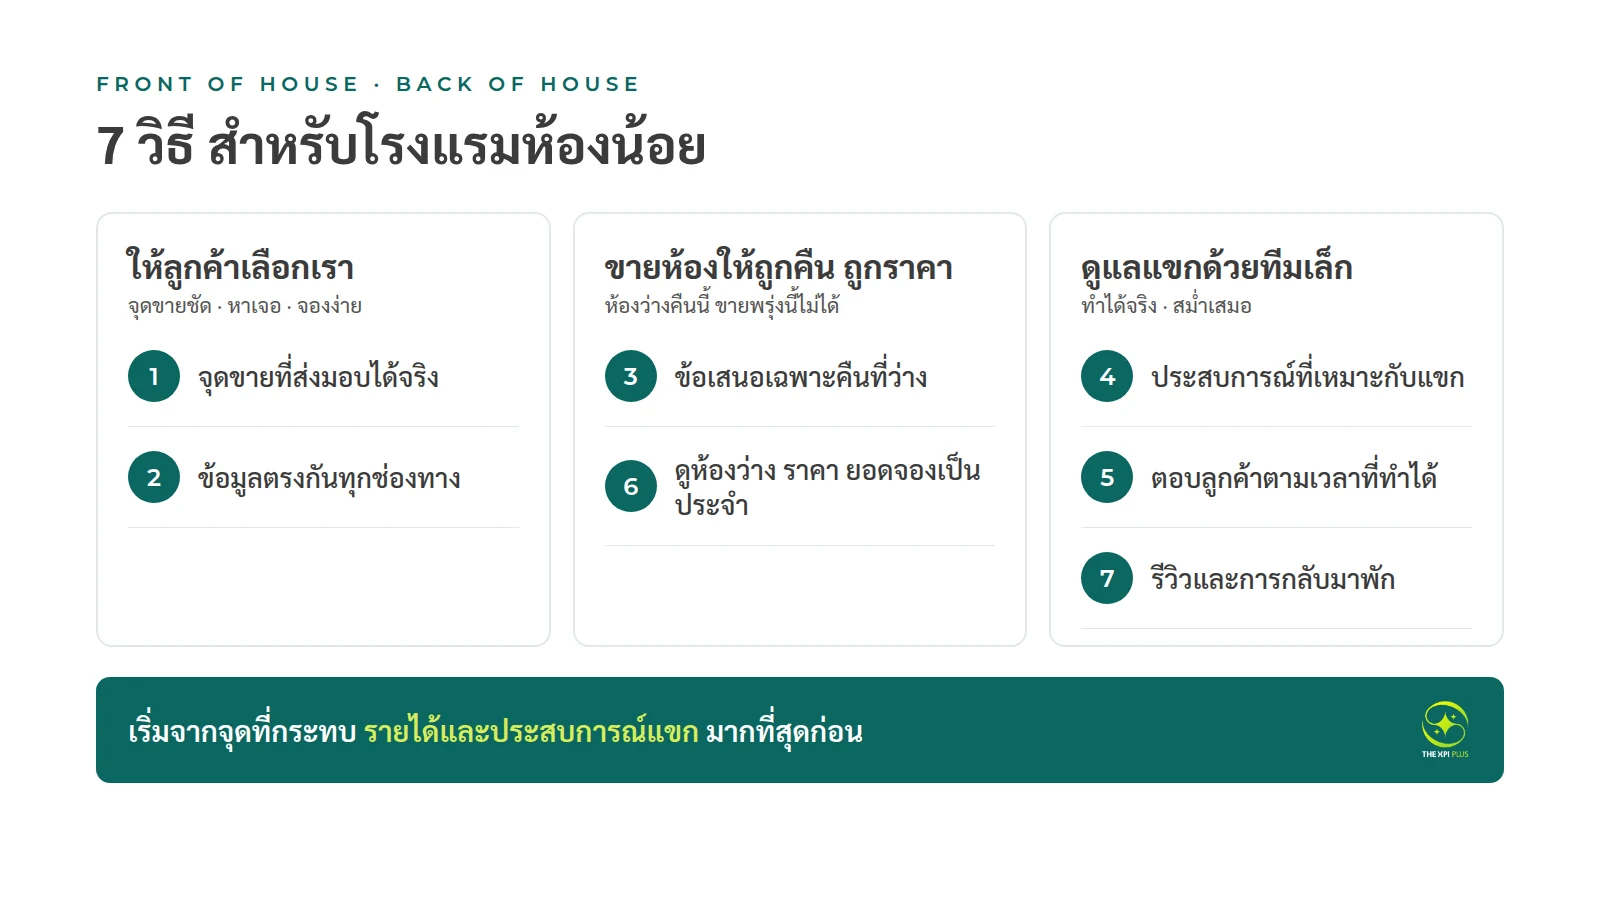 FRONT OF HOUSE · BACK OF HOUSE
7 วิธี สำหรับโรงแรมห้องน้อย
ให้ลูกค้าเลือกเรา
จุดขายชัด · หาเจอ · จองง่าย
1 จุดขายที่ส่งมอบได้จริง
2 ข้อมูลตรงกันทุกช่องทาง
ขายห้องให้ถูกคืน ถูกราคา
ห้องว่างคืนนี้ ขายพรุ่งนี้ไม่ได้
3 ข้อเสนอเฉพาะคืนที่ว่าง
6 ดูห้องว่าง ราคา ยอดจองเป็น
ประจำ
ดูแลแขกด้วยทีมเล็ก
ทำได้จริง · สม่ำเสมอ
4 ประสบการณ์ที่เหมาะกับแขก
5 ตอบลูกค้าตามเวลาที่ทำได้
7 รีวิวและการกลับมาพัก
เริ่มจากจุดที่กระทบ รายได้และประสบการณ์แขก มากที่สุดก่อน
THE XPI PLUS